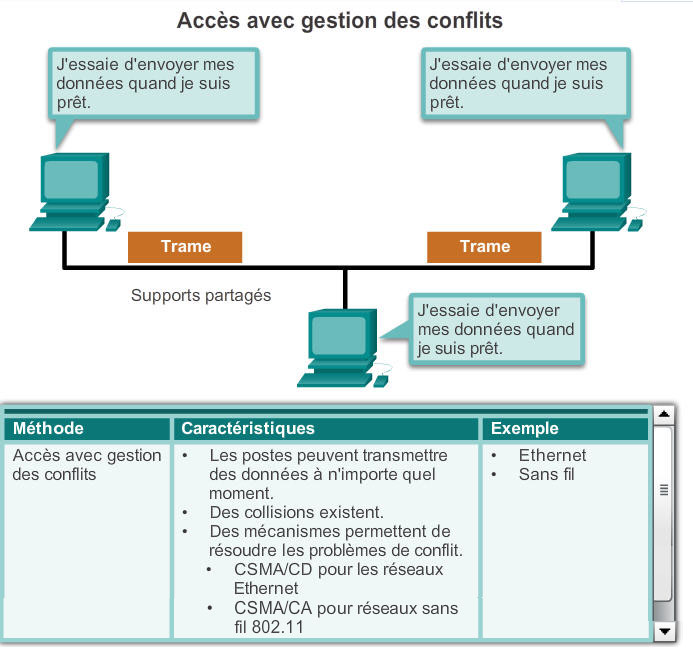 Accès avec gestion des conflits
J'essaie d'envoyer mes
données quand je suis
prêt.
J'essaie d'envoyer mes
données quand je suis
prêt.
Trame
Trame
Supports partagés
J'essaie d'envoyer
mes données quand
je suis prêt.
Méthode
Caractéristiques
Exemple
Accès avec gestion
des conflits
• Les postes peuvent transmettre
des données à n'importe quel
moment.
• Des collisions existent.
• Des mécanismes permettent de
résoudre les problèmes de conflit.
• CSMA/CD pour les réseaux
Ethernet
• CSMA/CA pour réseaux sans
fil 802.11
• Ethernet
• Sans fil